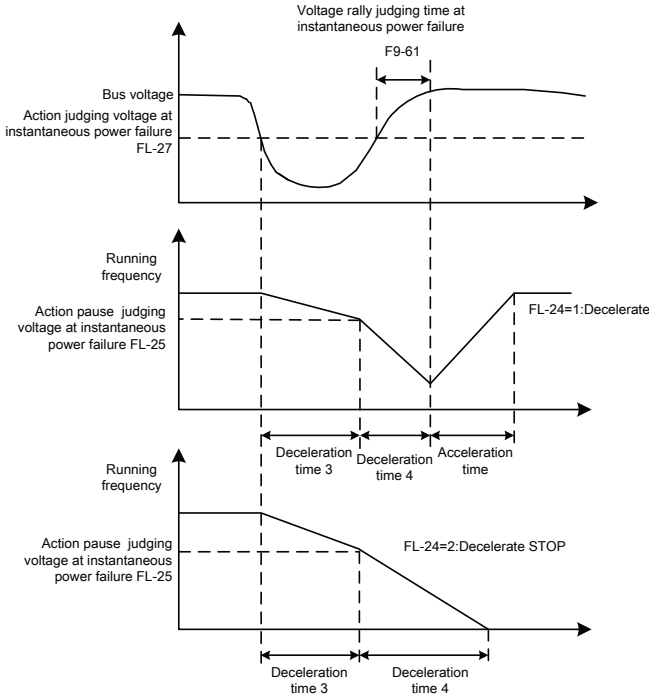 Voltage rally judging time at
instantaneous power failure
F9-61
Bus voltage
Action judging voltage at
instantaneous power failure
FL-27
Running
frequency
Action pause judging
voltage at instantaneous
power failure FL-25
FL-24=1:Decelerate
Deceleration
time 3
Deceleration
time 4
Acceleration
time
Running
frequency
Action pause judging
voltage at instantaneous
power failure FL-25
FL-24=2:Decelerate STOP
Deceleration
time 3
Deceleration
time 4